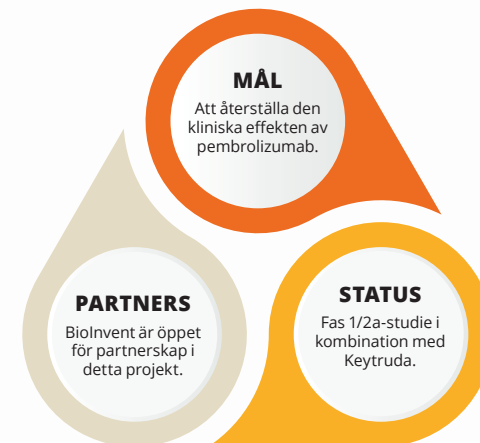 MÅL
Att återställa den
kliniska effekten av
pembrolizumab.
PARTNERS
BioInvent är öppet
för partnerskap i
detta projekt.
STATUS
Fas 1/2a-studie i
kombination med
Keytruda.